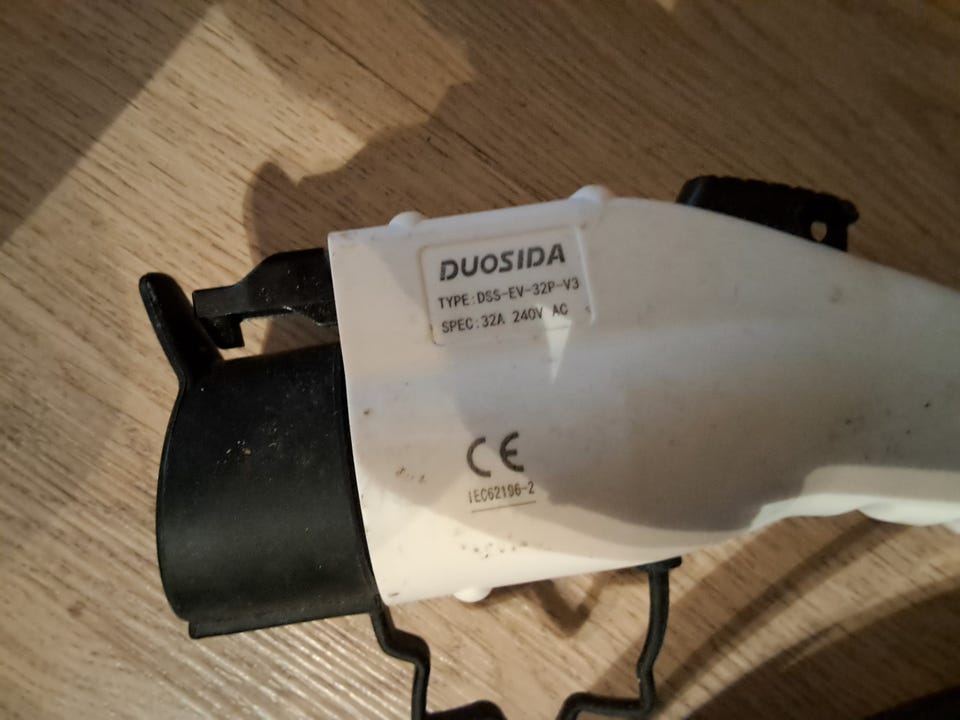 DUOSIDA
TYPE:DSS-EV-32P-V3
SPEC:32A 240V AC
CE
IEC62196-2